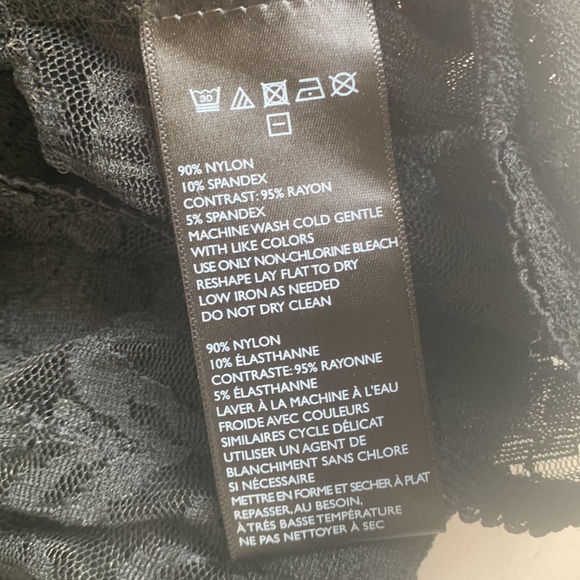 30
90% NYLON
10% SPANDEX
CONTRAST: 95% RAYON
5% SPANDEX
MACHINE WASH COLD GENTLE
WITH LIKE COLORS
USE ONLY NON-CHLORINE BLEACH
RESHAPE LAY FLAT TO DRY
LOW IRON AS NEEDED
DO NOT DRY CLEAN
90% NYLON
10% ÉLASTHANNE
CONTRASTE: 95% RAYONNE
5% ÉLASTHANNE
LAVER À LA MACHINE À L'EAU
FROIDE AVEC COULEURS
SIMILAIRES CYCLE DÉLICAT
UTILISER UN AGENT DE
BLANCHIMENT SANS CHLORE
SI NÉCESSAIRE
METTRE EN FORME ET SECHER À PLAT
REPASSER, AU BESOIN,
À TRÈS BASSE TEMPÉRATURE
NE PAS NETTOYER À SEC